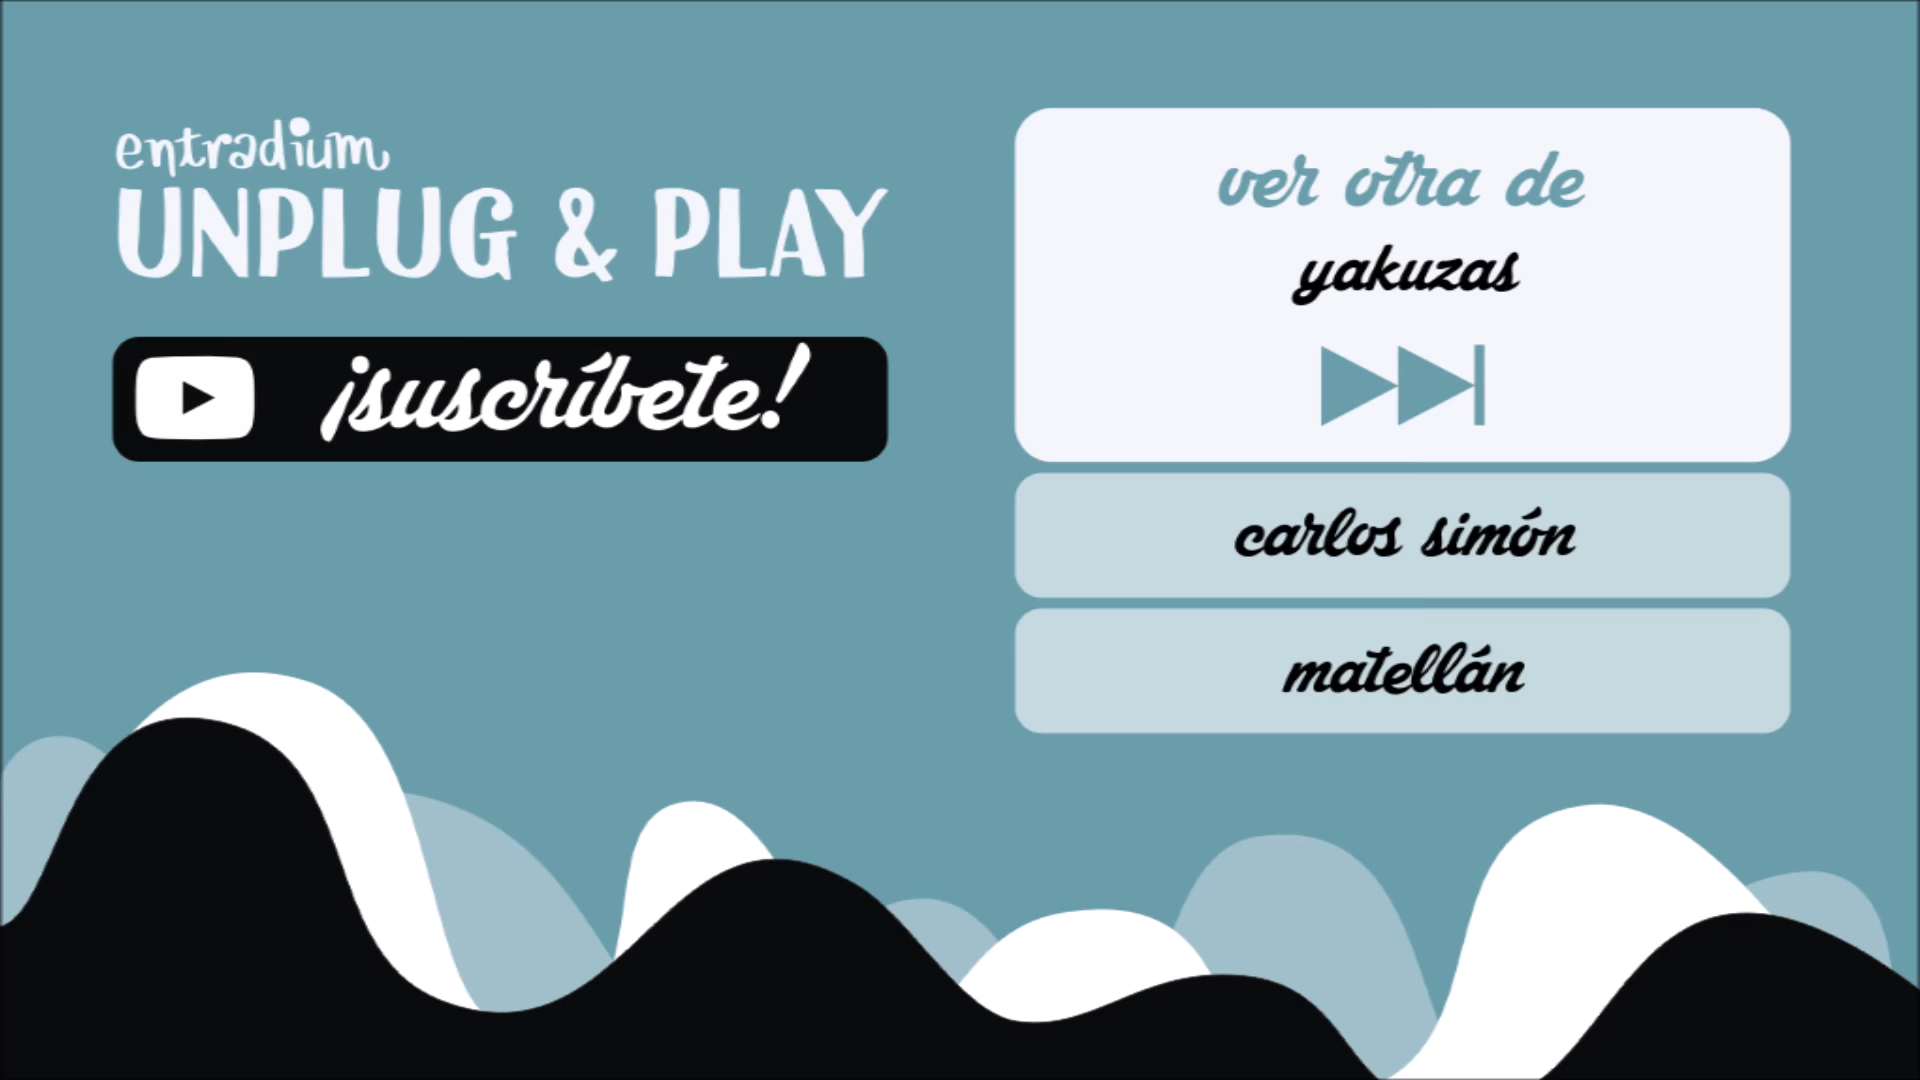 entradium
UNPLUG & PLAY
¡suscríbete!
ver otra de
yakuzas
carlos simón
matellán